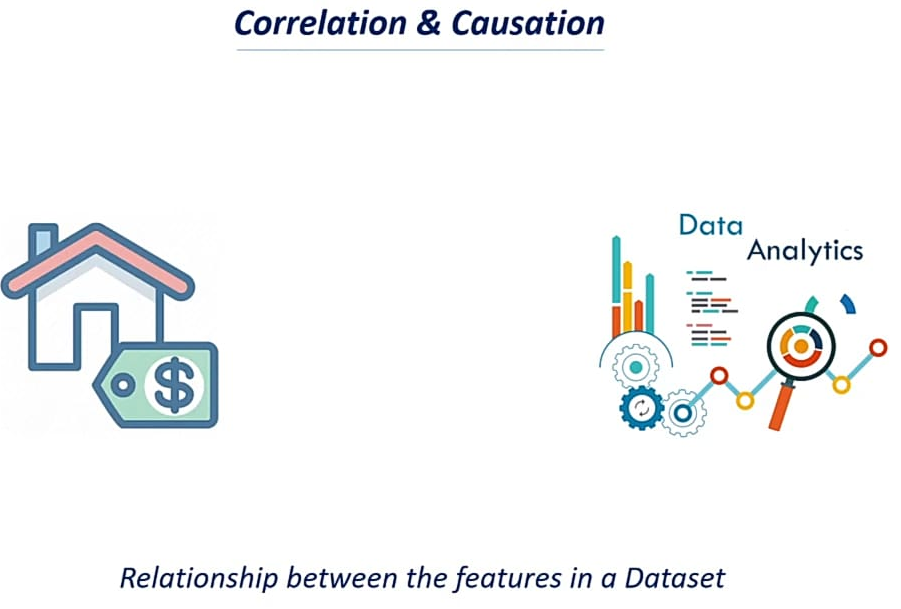 Correlation & Causation
Data
Analytics
$
Relationship between the features in a Dataset